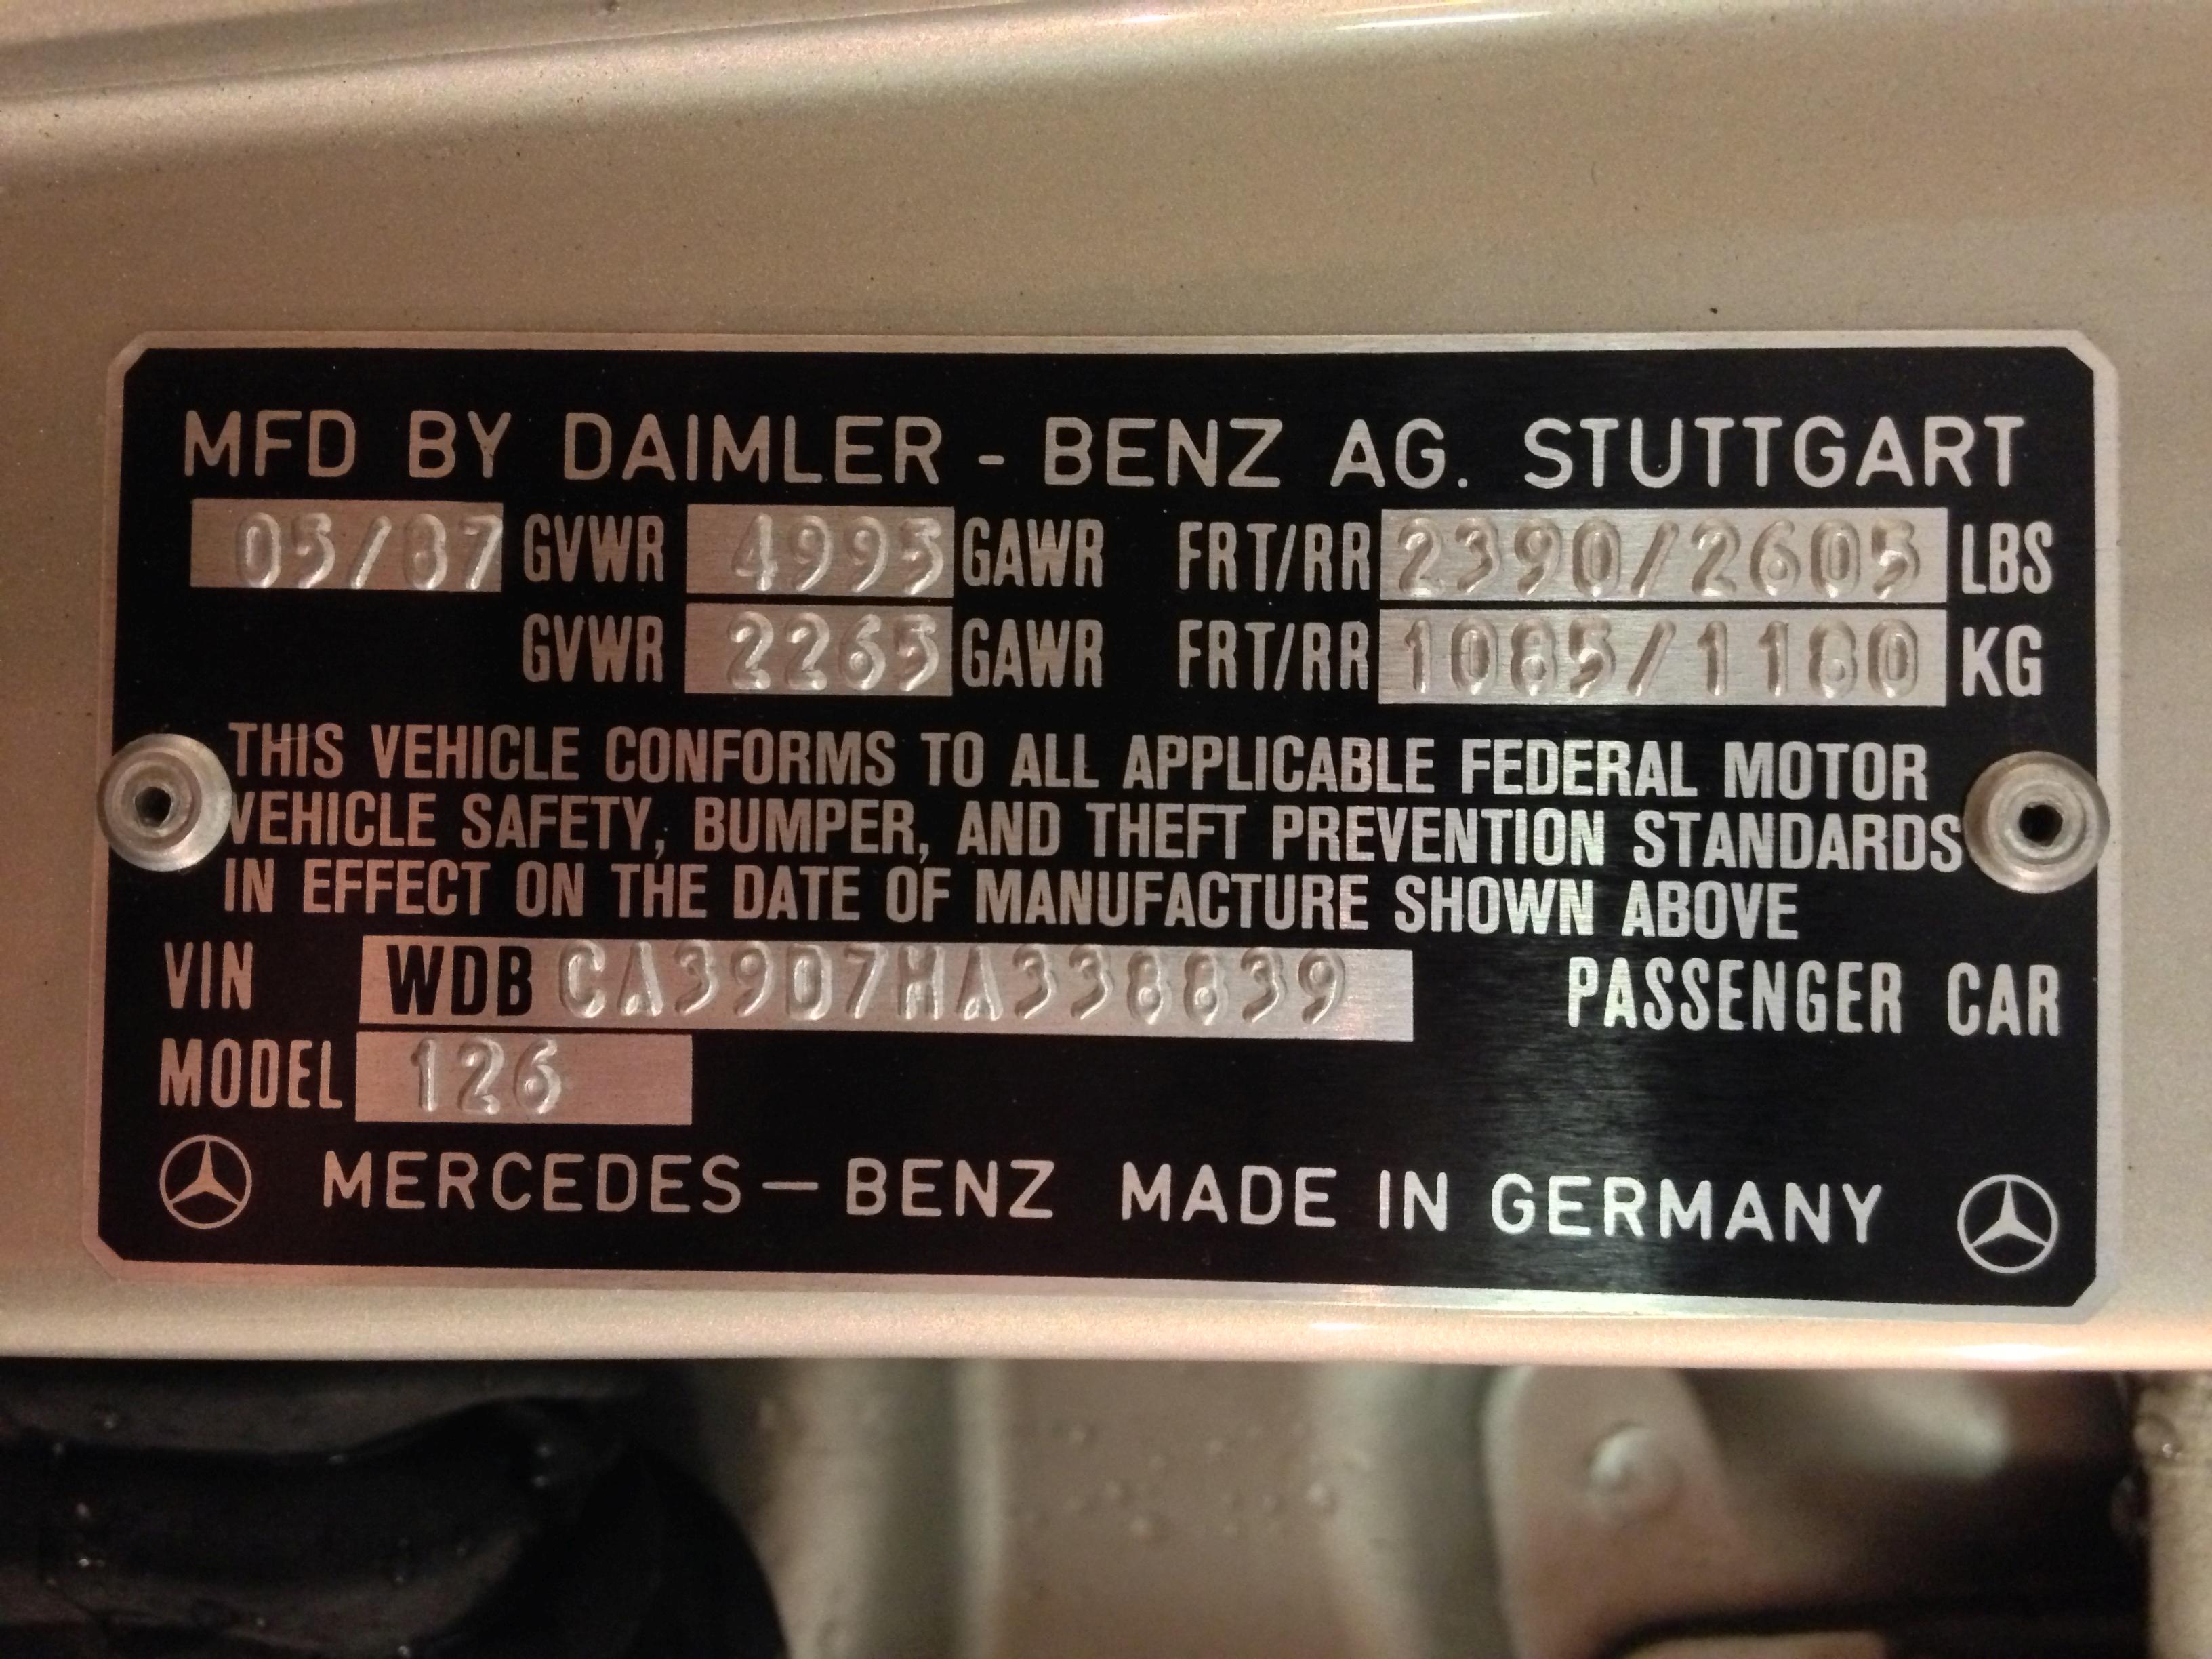 MFD BY DAIMLER - BENZ AG. STUTTGART
05/87 GVWR 4995 GAWR FRT/RR 2390/2605 LBS
GVWR 2265 GAWR FRT/RR 1085/1180 KG
THIS VEHICLE CONFORMS TO ALL APPLICABLE FEDERAL MOTOR
VEHICLE SAFETY, BUMPER, AND THEFT PREVENTION STANDARDS
IN EFFECT ON THE DATE OF MANUFACTURE SHOWN ABOVE
VIN WDBCA39D7HA338839 PASSENGER CAR
MODEL 126
MERCEDES – BENZ MADE IN GERMANY